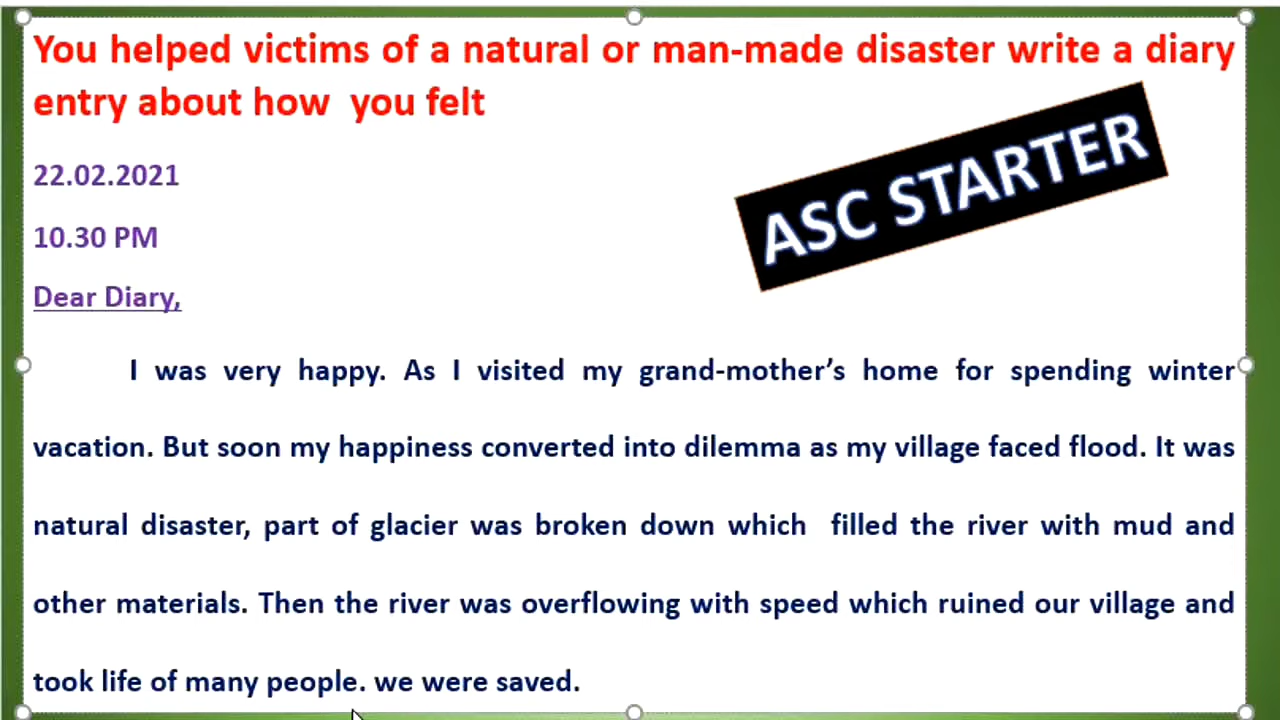 You helped victims of a natural or man-made disaster write a diary
entry about how you felt
ASC STARTER
22.02.2021
10.30 PM
Dear Diary,
I was very happy. As I visited my grand-mother's home for spending winter
vacation. But soon my happiness converted into dilemma as my village faced flood. It was
natural disaster, part of glacier was broken down which filled the river with mud and
other materials. Then the river was overflowing with speed which ruined our village and
took life of many people. we were saved.